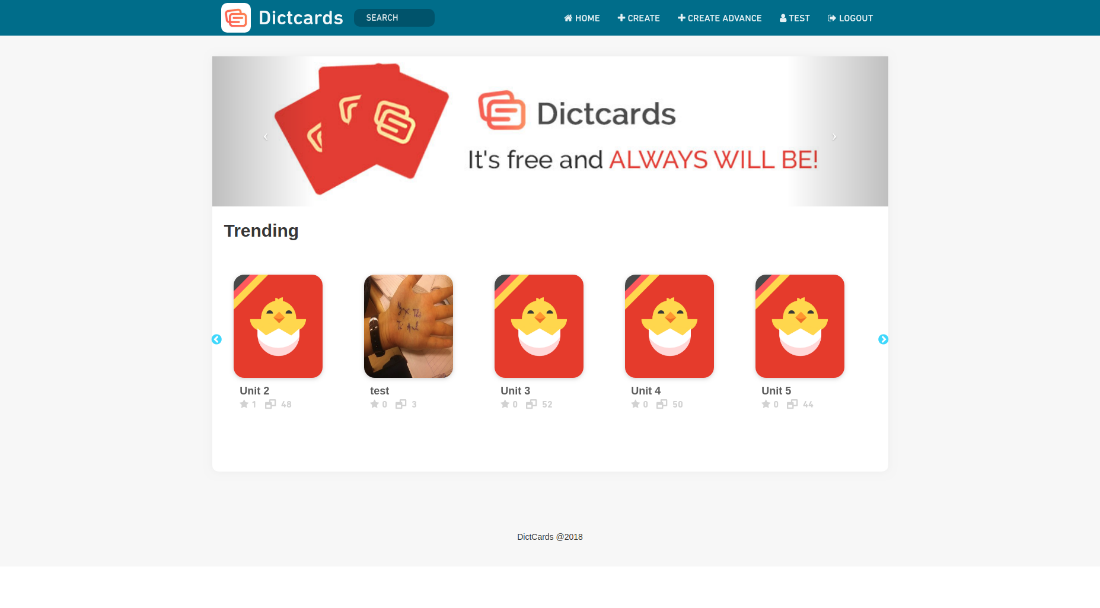 Dictcards SEARCH HOME CREATE CREATE ADVANCE TEST LOGOUT
Dictcards
It's free and ALWAYS WILL BE!
Trending
Unit 2 test Unit 3 Unit 4 Unit 5
1 48 0 3 0 52 0 50 0 44
DictCards @2018